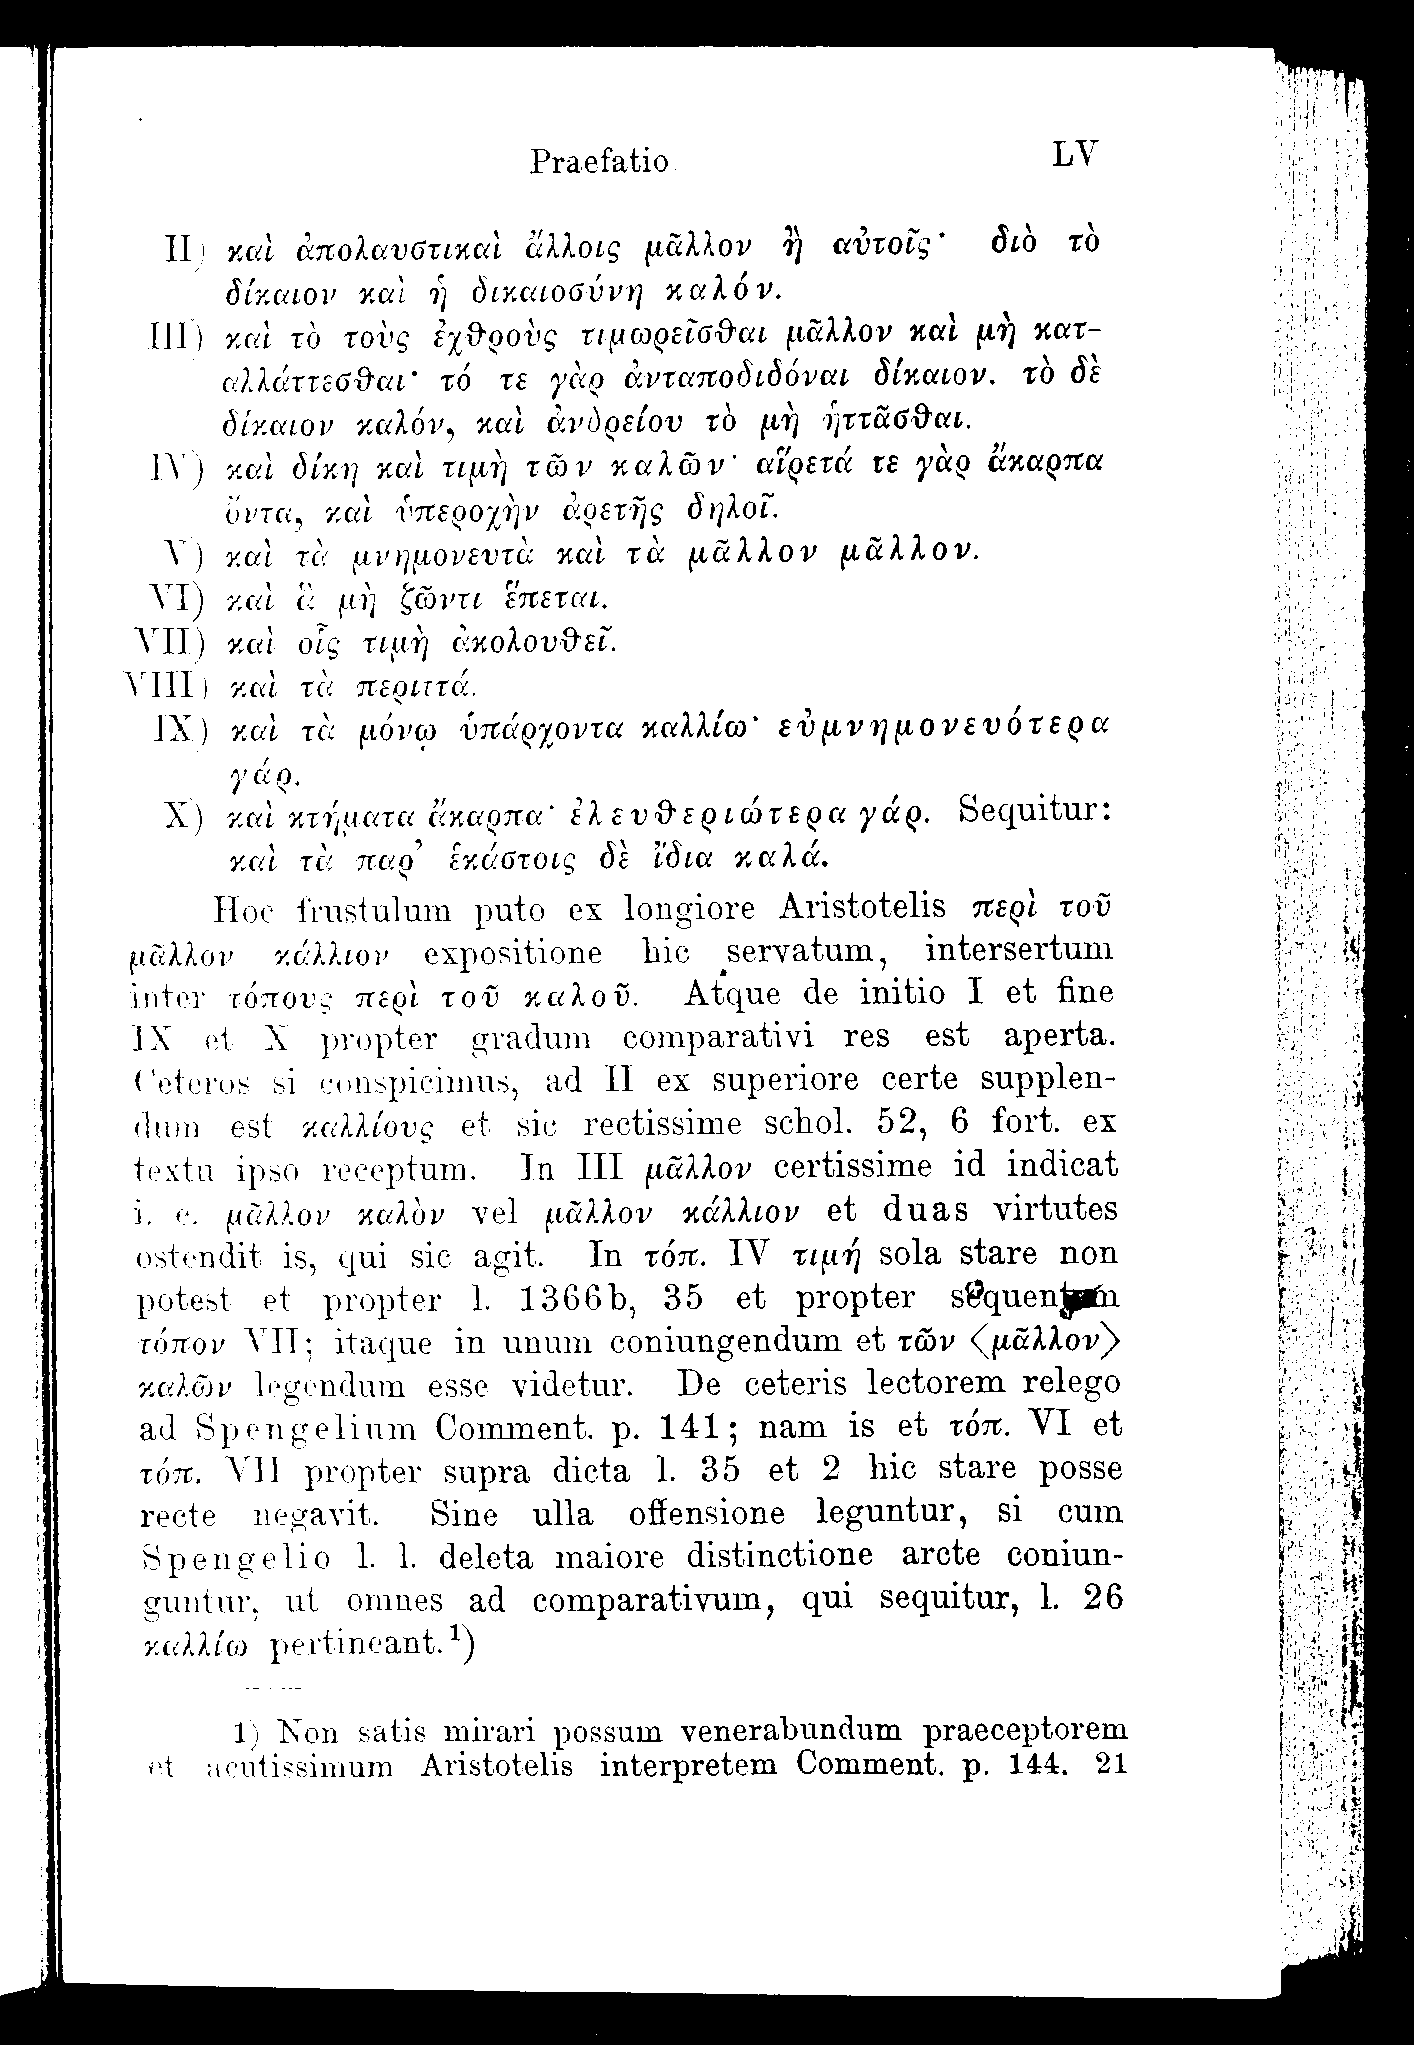 Praefatio LV
II) καὶ ἀπολαυστικαὶ ἄλλοις μᾶλλον ἢ αὐτοῖς· διὸ τὸ
δίκαιον καὶ ἡ δικαιοσύνη καλόν.
III) καὶ τὸ τοὺς ἐχθροὺς τιμωρεῖσθαι μᾶλλον καὶ μὴ κατ-
αλλάττεσθαι· τό τε γὰρ ἀνταποδιδόναι δίκαιον. τὸ δὲ
δίκαιον καλόν, καὶ ἀνδρείου τὸ μὴ ἡττᾶσθαι.
IV) καὶ δίκη καὶ τιμὴ τῶν καλῶν· αἵρετά τε γὰρ ἄκαρπα
ὄντα, καὶ ὑπεροχὴν ἀρετῆς δηλοῖ.
V) καὶ τὰ μνημονευτὰ καὶ τὰ μᾶλλον μᾶλλον.
VI) καὶ ἃ μὴ ζῶντι ἕπεται.
VII) καὶ οἷς τιμὴ ἀκολουθεῖ.
VIII) καὶ τὰ περιττά.
IX) καὶ τὰ μόνῳ ὑπάρχοντα καλλίω· εὐμνημονευότερα
γάρ.
X) καὶ κτήματα ἄκαρπα· ἐλευθεριώτερα γάρ. Sequitur:
καὶ τὰ παρ’ ἑκάστοις δὲ ἴδια καλά.
Hoc frustulum puto ex longiore Aristotelis περὶ τοῦ
μᾶλλον κάλλιον expositione hic servatum, intersertum
inter τόπους περὶ τοῦ καλοῦ. Atque de initio I et fine
IX et X propter gradum comparativi res est aperta.
Ceteros si conspicimus, ad II ex superiore certe supplen-
dum est καλλίους et sic rectissime schol. 52, 6 fort. ex
textu ipso receptum. In III μᾶλλον certissime id indicat
i. e. μᾶλλον καλὸν vel μᾶλλον κάλλιον et duas virtutes
ostendit is, qui sic agit. In τόπ. IV τιμή sola stare non
potest et propter l. 1366b, 35 et propter sequentem
τόπον VII; itaque in unum coniungendum et τῶν ⟨μᾶλλον⟩
καλῶν legendum esse videtur. De ceteris lectorem relego
ad Spengelium Comment. p. 141; nam is et τόπ. VI et
τόπ. VII propter supra dicta l. 35 et 2 hic stare posse
recte negavit. Sine ulla offensione leguntur, si cum
Spengelio l. l. deleta maiore distinctione arcte coniun-
guntur, ut omnes ad comparativum, qui sequitur, l. 26
καλλίω pertineant.¹)
1) Non satis mirari possum venerabundum praeceptorem
et acutissimum Aristotelis interpretem Comment. p. 144. 21